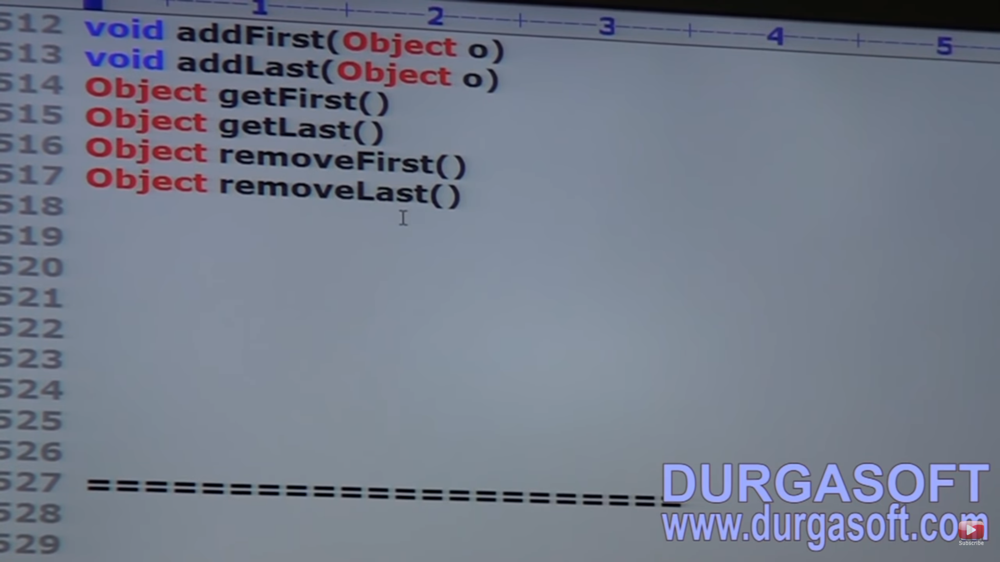 1 2 3 4 5
512 void addFirst(Object o)
513 void addLast(Object o)
514 Object getFirst()
515 Object getLast()
516 Object removeFirst()
517 Object removeLast()
518
519
520
521
522
523
524
525
526
527 ======================
528
529
DURGASOFT
www.durgasoft.com
Subscribe